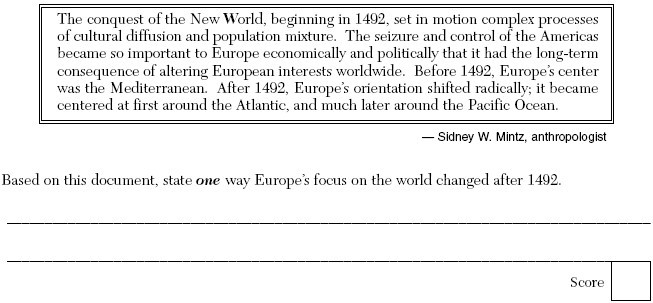 The conquest of the New World, beginning in 1492, set in motion complex processes
of cultural diffusion and population mixture. The seizure and control of the Americas
became so important to Europe economically and politically that it had the long-term
consequence of altering European interests worldwide. Before 1492, Europe's center
was the Mediterranean. After 1492, Europe's orientation shifted radically; it became
centered at first around the Atlantic, and much later around the Pacific Ocean.
— Sidney W. Mintz, anthropologist
Based on this document, state one way Europe's focus on the world changed after 1492.
Score